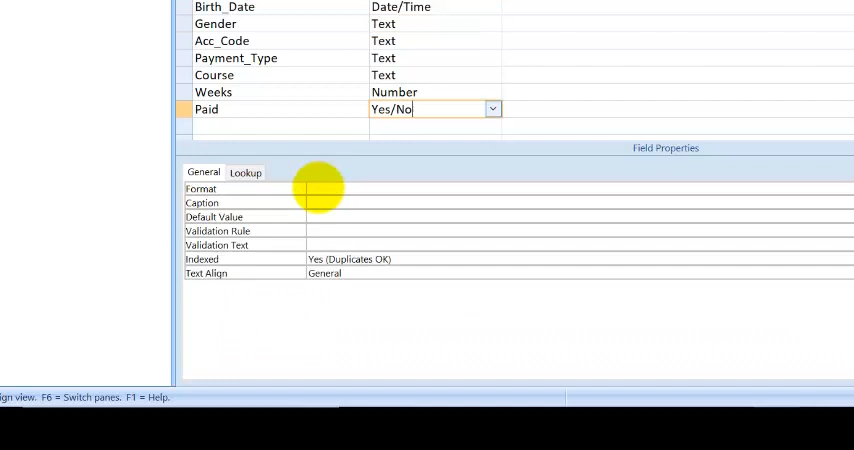 Birth_Date Date/Time
Gender Text
Acc_Code Text
Payment_Type Text
Course Text
Weeks Number
Paid Yes/No
Field Properties
General Lookup
Format
Caption
Default Value
Validation Rule
Validation Text
Indexed Yes (Duplicates OK)
Text Align General
ign view. F6 = Switch panes. F1 = Help.